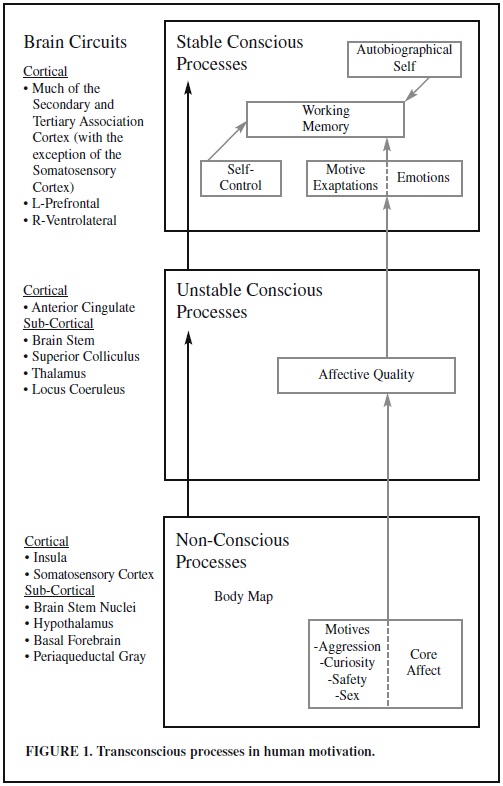 Brain Circuits
Cortical
• Much of the
Secondary and
Tertiary Association
Cortex (with the
exception of the
Somatosensory
Cortex)
• L-Prefrontal
• R-Ventrolateral
Stable Conscious
Processes
Autobiographical
Self
Working
Memory
Self-
Control
Motive
Exaptations
Emotions
Cortical
• Anterior Cingulate
Sub-Cortical
• Brain Stem
• Superior Colliculus
• Thalamus
• Locus Coeruleus
Unstable Conscious
Processes
Affective Quality
Cortical
• Insula
• Somatosensory Cortex
Sub-Cortical
• Brain Stem Nuclei
• Hypothalamus
• Basal Forebrain
• Periaqueductal Gray
Non-Conscious
Processes
Body Map
Motives
-Aggression
-Curiosity
-Safety
-Sex
Core
Affect
FIGURE 1. Transconscious processes in human motivation.